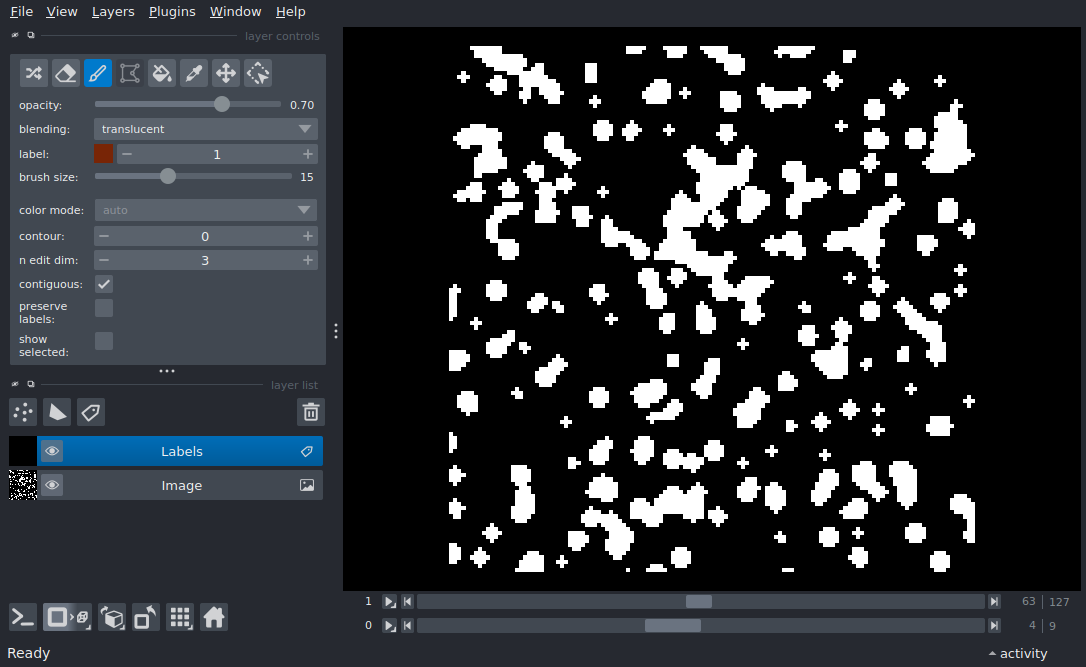 File View Layers Plugins Window Help
layer controls
opacity: 0.70
blending: translucent
label: 1
brush size: 15
color mode: auto
contour: 0
n edit dim: 3
contiguous:
preserve
labels:
show
selected:
layer list
Labels
Image
1 63 127
0 4 9
Ready activity